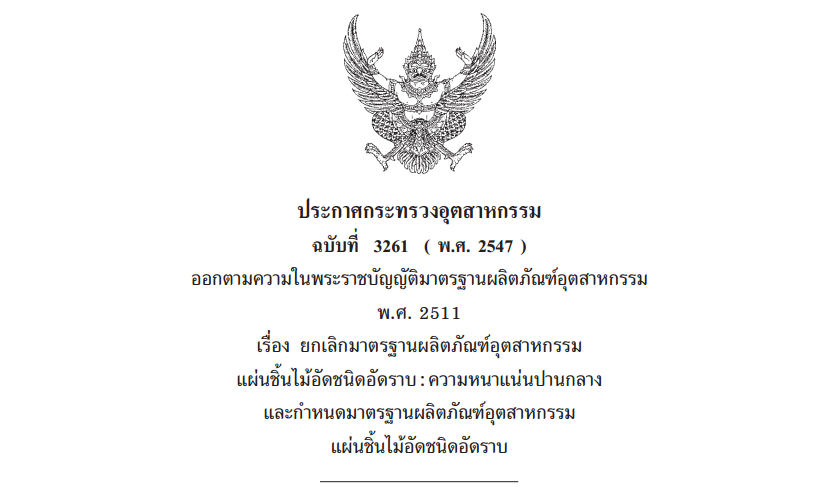 ประกาศกระทรวงอุตสาหกรรม
ฉบับที่ 3261 ( พ.ศ. 2547 )
ออกตามความในพระราชบัญญัติมาตรฐานผลิตภัณฑ์อุตสาหกรรม
พ.ศ. 2511
เรื่อง ยกเลิกมาตรฐานผลิตภัณฑ์อุตสาหกรรม
แผ่นชิ้นไม้อัดชนิดอัดราบ : ความหนาแน่นปานกลาง
และกำหนดมาตรฐานผลิตภัณฑ์อุตสาหกรรม
แผ่นชิ้นไม้อัดชนิดอัดราบ